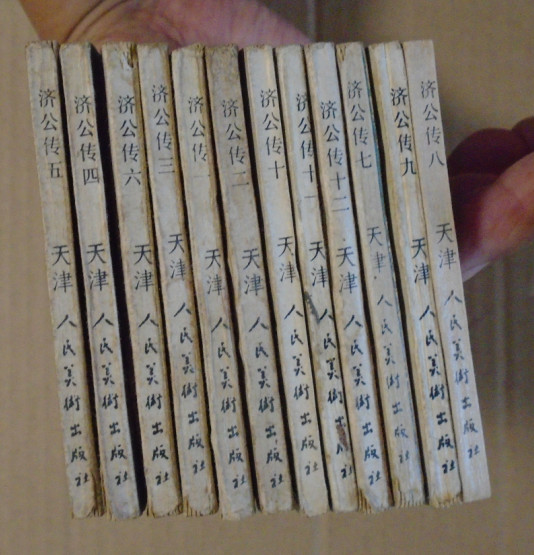 济公传五 天津人民美術出版社
济公传四 天津人民美術出版社
济公传六 天津人民美術出版社
济公传三 天津人民美術出版社
济公传一 天津人民美術出版社
济公传二 天津人民美術出版社
济公传十 天津人民美術出版社
济公传十一 天津人民美術出版社
济公传十二 天津人民美術出版社
济公传七 天津人民美術出版社
济公传九 天津人民美術出版社
济公传八 天津人民美術出版社